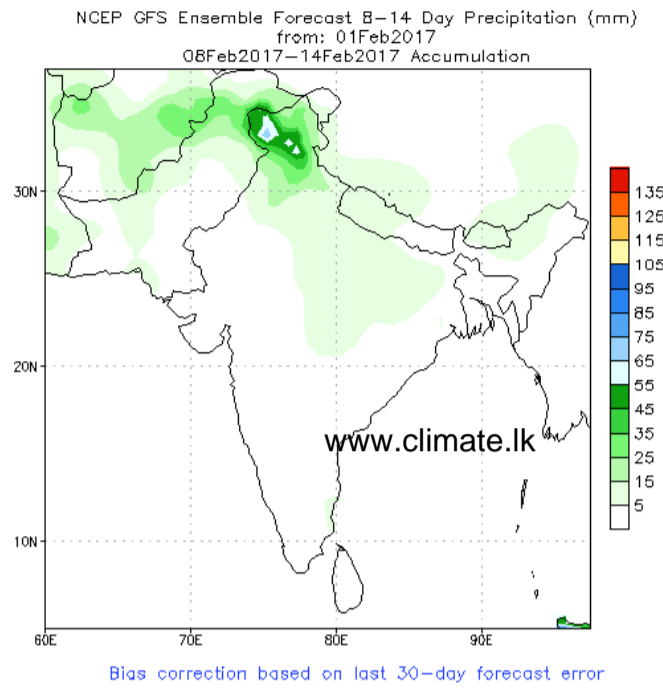 NCEP GFS Ensemble Forecast 8-14 Day Precipitation (mm)
from: 01Feb2017
08Feb2017-14Feb2017 Accumulation
135
125
115
105
95
85
75
65
55
45
35
25
15
5
30N
20N
10N
www.climate.lk
60E
70E
80E
90E
Bias correction based on last 30-day forecast error